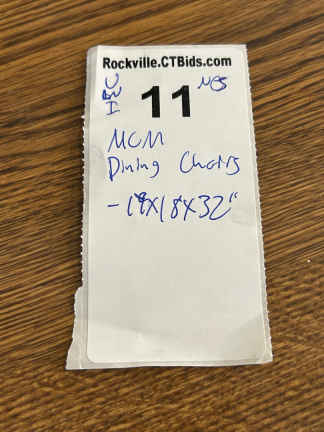 Rockville.CTBids.com
11
MCM
Dining Chairs
-18x18x32"